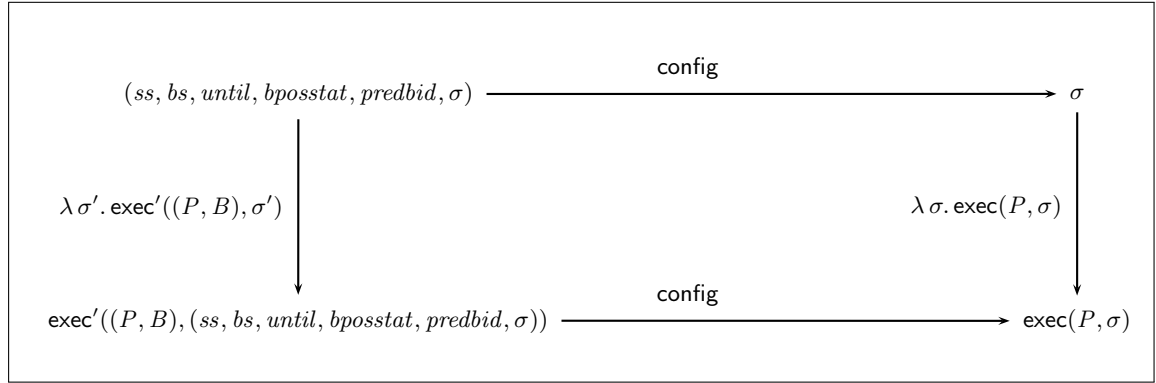 config
(ss, bs, until, bposstat, predbid, σ) σ
λ σ′. exec′((P, B), σ′) λ σ. exec(P, σ)
config
exec′((P, B), (ss, bs, until, bposstat, predbid, σ)) exec(P, σ)